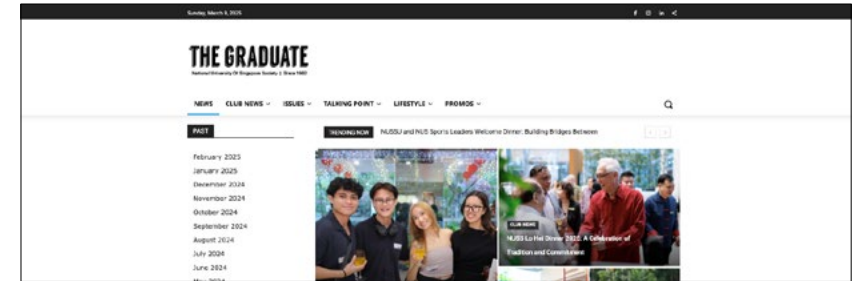 Sunday, March 9, 2025
THE GRADUATE
National University Of Singapore Society | Since 1960
NEWS CLUB NEWS ISSUES TALKING POINT LIFESTYLE PROMOS
PAST
TRENDING NOW NUSSU and NUS Sports Leaders Welcome Dinner: Building Bridges Between
February 2025
January 2025
December 2024
November 2024
October 2024
September 2024
August 2024
July 2024
June 2024
May 2024
CLUB NEWS
NUSS Lo Hei Dinner 2025: A Celebration of
Tradition and Commitment